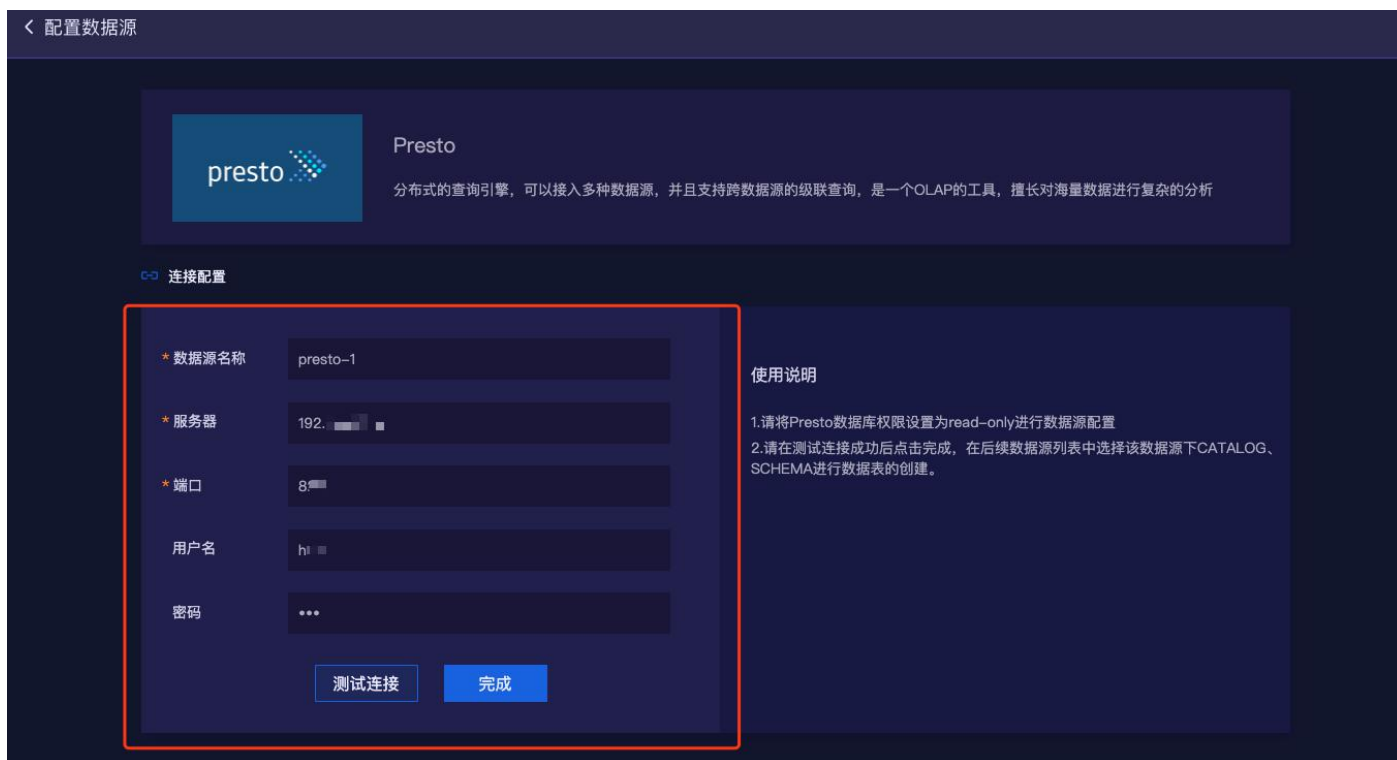 配置数据源
presto
Presto
分布式的查询引擎，可以接入多种数据源，并且支持跨数据源的级联查询，是一个OLAP的工具，擅长对海量数据进行复杂的分析
连接配置
* 数据源名称 presto-1
* 服务器 192.
* 端口 8
用户名 h
密码 •••
测试连接 完成
使用说明
1.请将Presto数据库权限设置为read-only进行数据源配置
2.请在测试连接成功后点击完成，在后续数据源列表中选择该数据源下CATALOG、
SCHEMA进行数据表的创建。